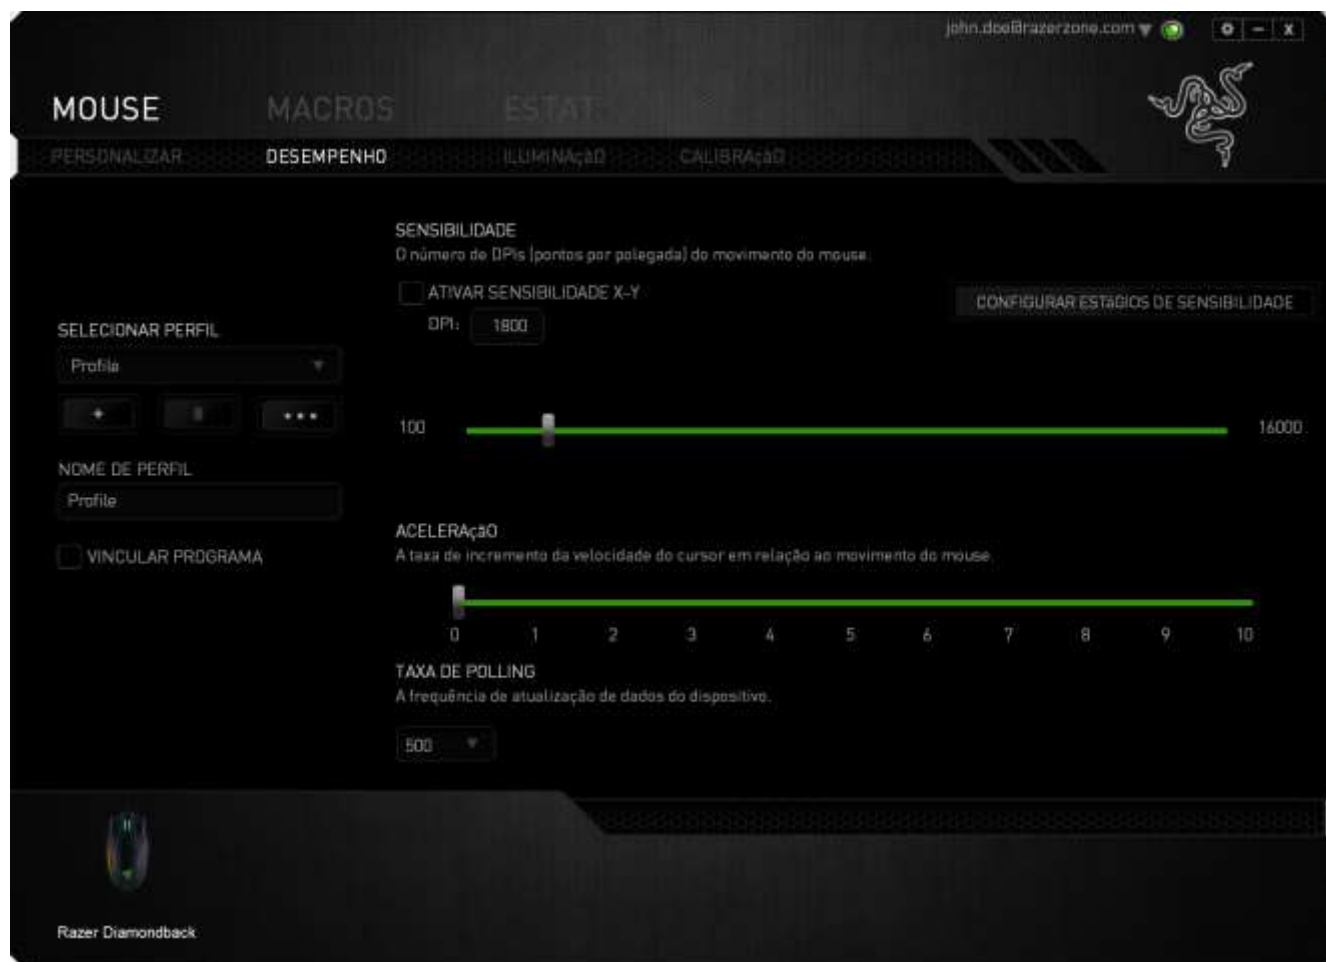 john.doe@razerzone.com
MOUSE MACROS ESTAT.
PERSONALIZAR DESEMPENHO ILUMINAçãO CALIBRAçãO
SENSIBILIDADE
O número de DPIs (pontos por polegada) do movimento do mouse.
ATIVAR SENSIBILIDADE X-Y
CONFIGURAR ESTáGIOS DE SENSIBILIDADE
DPI: 1800
SELECIONAR PERFIL
Profile
100 16000
NOME DE PERFIL
Profile
VINCULAR PROGRAMA
ACELERAçãO
A taxa de incremento da velocidade do cursor em relação ao movimento do mouse.
0 1 2 3 4 5 6 7 8 9 10
TAXA DE POLLING
A frequência de atualização de dados do dispositivo.
500
Razer Diamondback